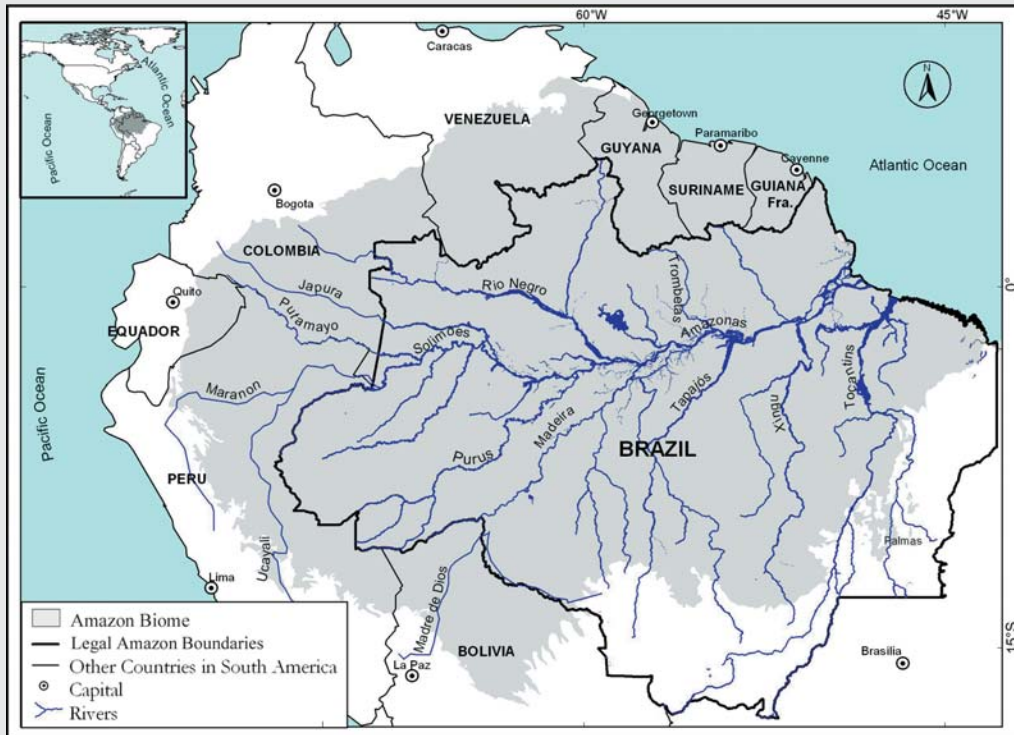 60°W
45°W
Pacific Ocean
Atlantic Ocean
Caracas
N
VENEZUELA
Georgetown
GUYANA
Paramaribo
Cayenne
SURINAME
GUIANA
Fra.
Atlantic Ocean
Bogota
COLOMBIA
Quito
EQUADOR
Japura
Puramayo
Rio Negro
Trombetas
Amazonas
0°
Solimões
Maranon
Pacific Ocean
Madeira
Tapajós
Xingu
Tocantins
Purus
BRAZIL
PERU
Ucayali
Lima
Madre de Dios
Palmas
BOLIVIA
La Paz
Brasilia
15°S
Amazon Biome
Legal Amazon Boundaries
Other Countries in South America
Capital
Rivers